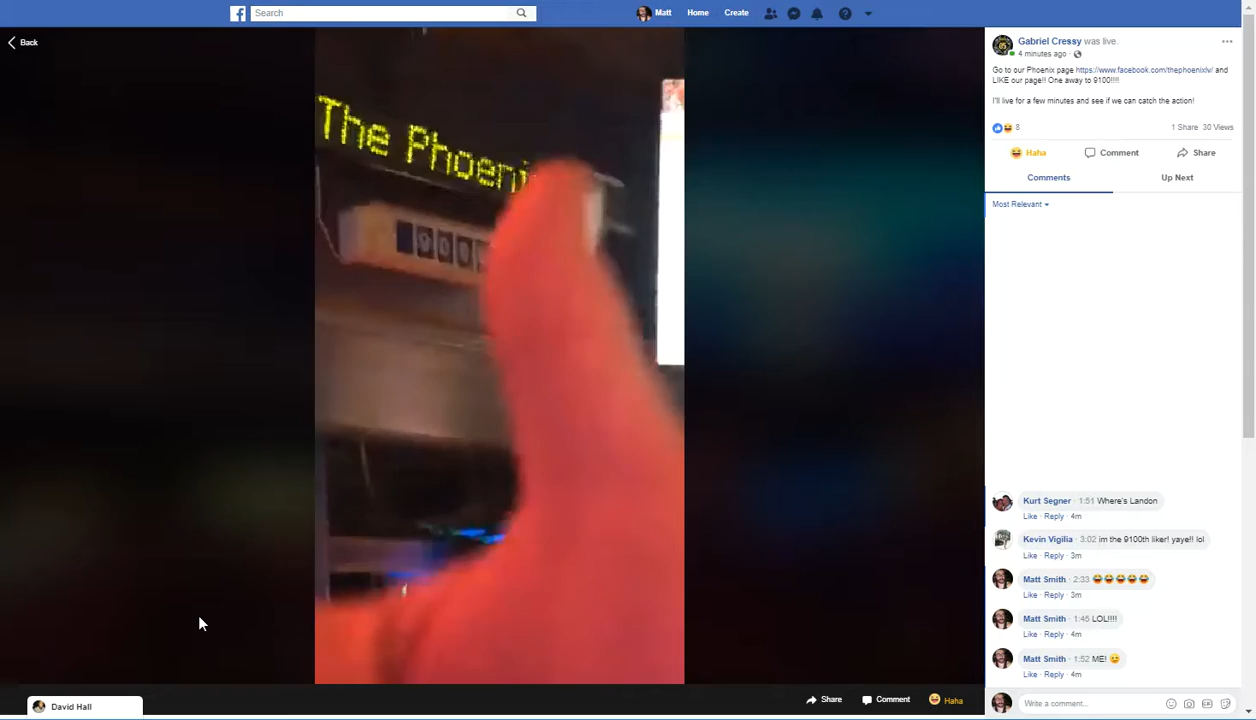 Search
Matt
Home
Create
Back
The Phoeni
Gabriel Cressy was live.
4 minutes ago ·
Go to our Phoenix page https://www.facebook.com/thephoenixlv/ and
LIKE our page!! One away to 9100!!!!
I'll live for a few minutes and see if we can catch the action!
8
1 Share 30 Views
Haha
Comment
Share
Comments
Up Next
Most Relevant
Kurt Segner · 1:51 Where's Landon
Like · Reply · 4m
Kevin Vigilia · 3:02 im the 9100th liker! yaye!! lol
Like · Reply · 3m
Matt Smith · 2:33 😂😂😂😂😂
Like · Reply · 3m
Matt Smith · 1:45 LOL!!!!
Like · Reply · 4m
Matt Smith · 1:52 ME! 😉
Like · Reply · 4m
Write a comment...
David Hall
Share
Comment
Haha